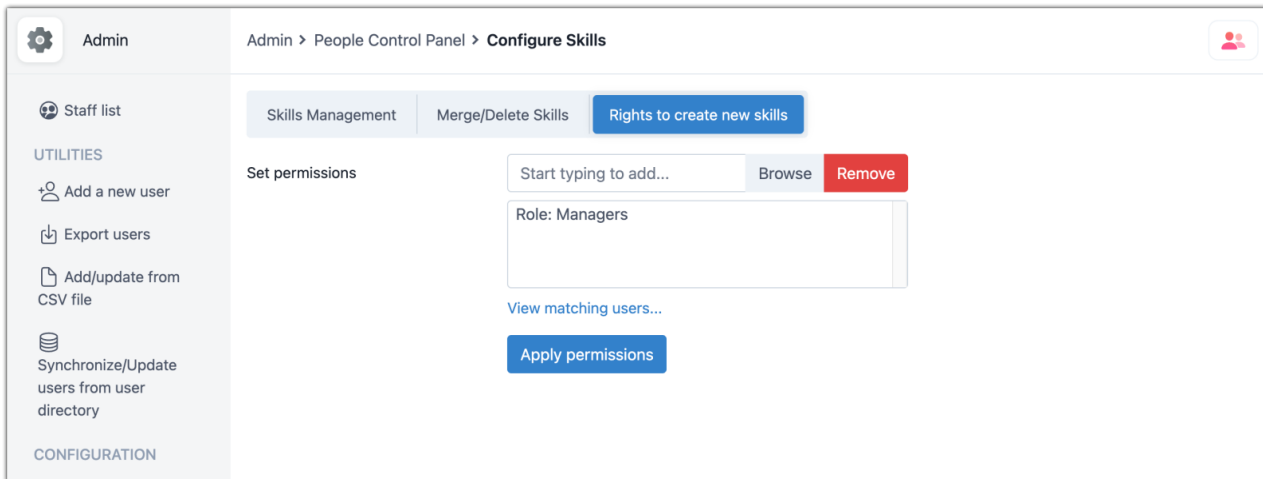 Admin
Admin > People Control Panel > Configure Skills
Staff list
UTILITIES
Add a new user
Export users
Add/update from
CSV file
Synchronize/Update
users from user
directory
CONFIGURATION
Skills Management
Merge/Delete Skills
Rights to create new skills
Set permissions
Start typing to add...
Browse
Remove
Role: Managers
View matching users...
Apply permissions